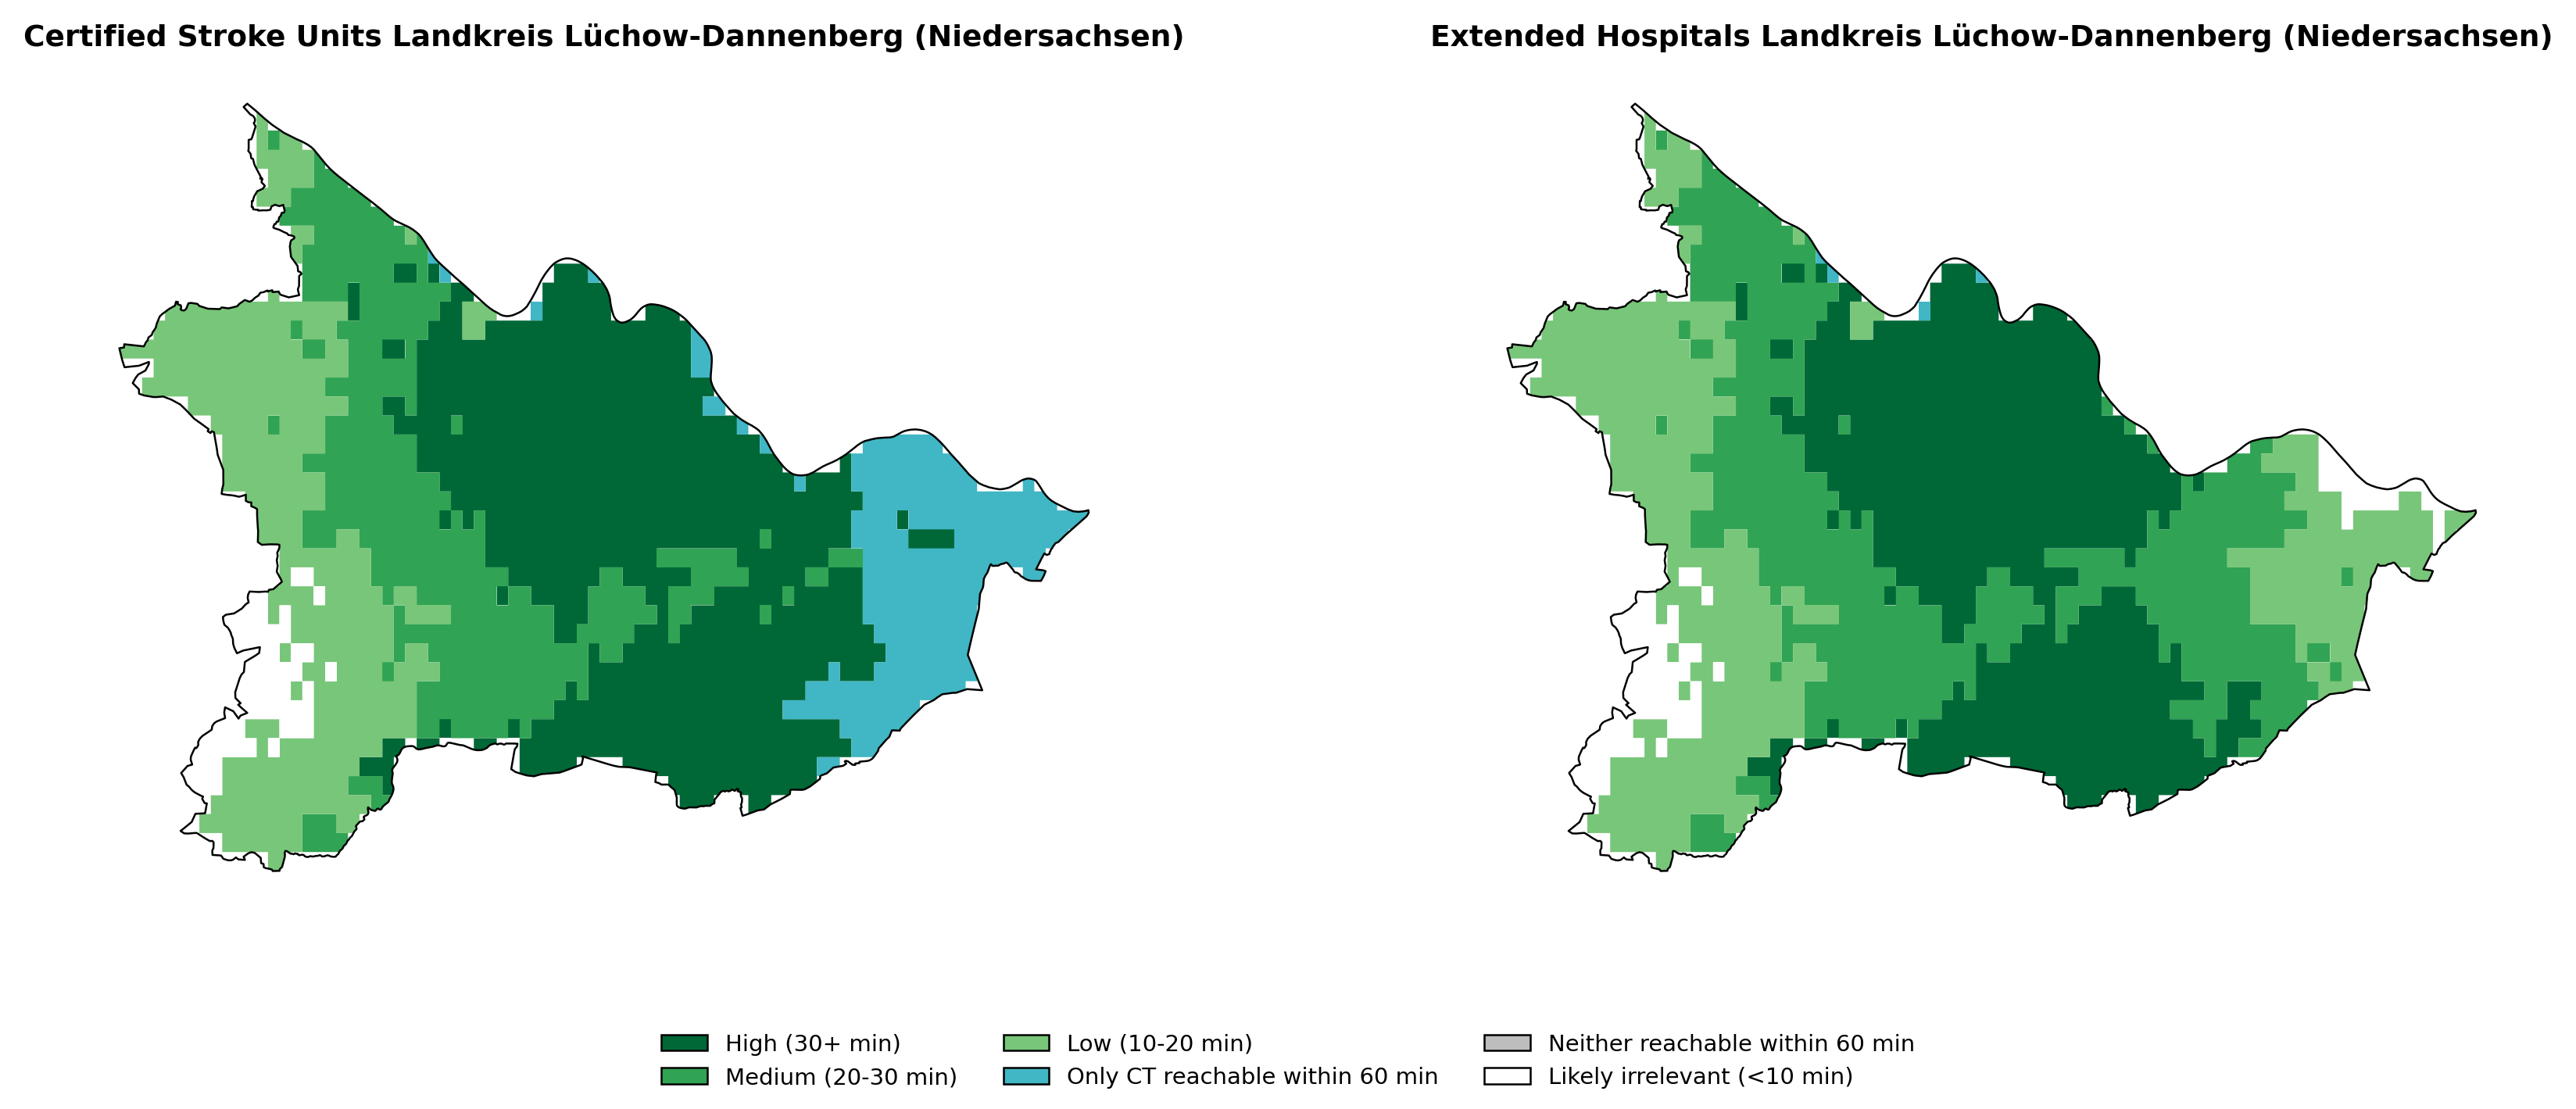 Certified Stroke Units Landkreis Lüchow-Dannenberg (Niedersachsen)
Extended Hospitals Landkreis Lüchow-Dannenberg (Niedersachsen)
High (30+ min)
Medium (20-30 min)
Low (10-20 min)
Only CT reachable within 60 min
Neither reachable within 60 min
Likely irrelevant (<10 min)